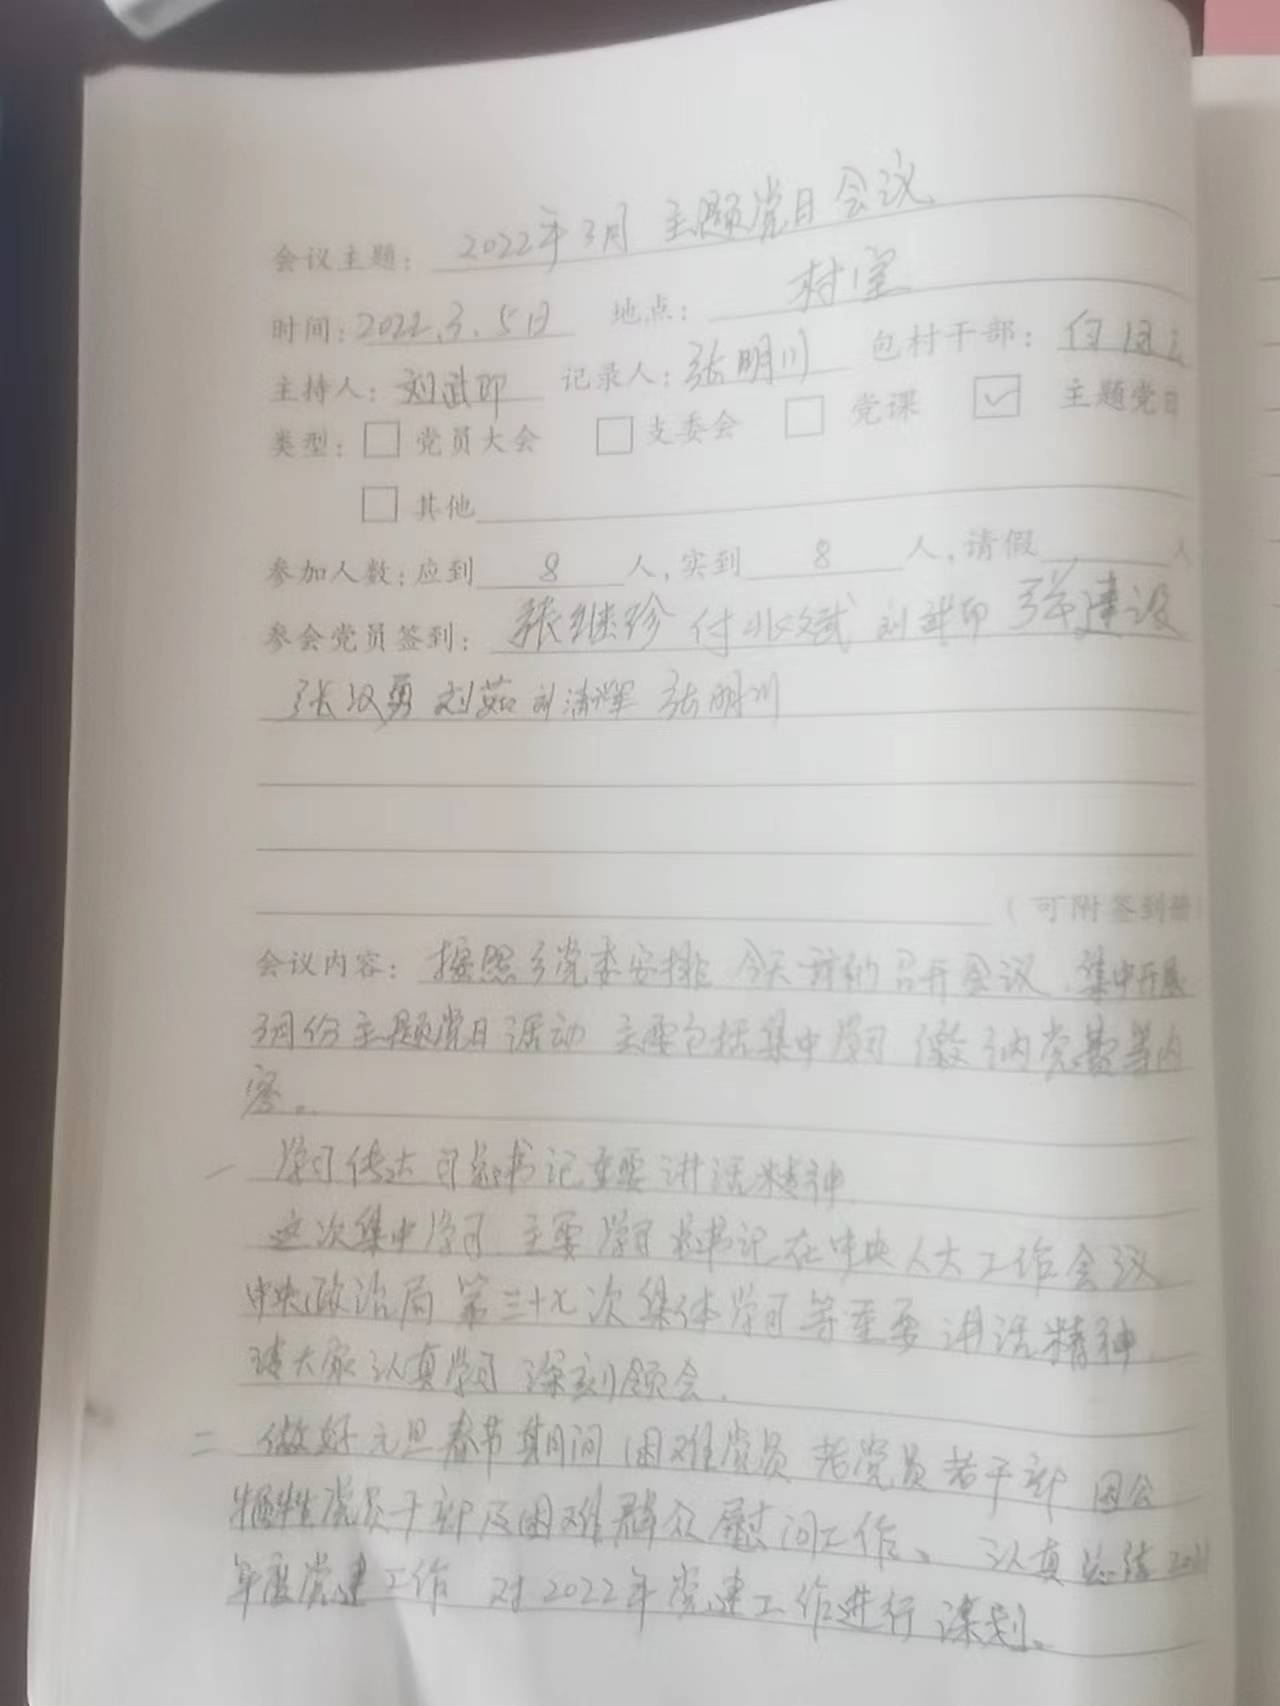 会议主题：2022年3月 主题党日会议
时间：2022.3.5日 地点：村室
主持人：刘武印 记录人：张明川 包村干部：
类型：□ 党员大会 □ 支委会 □ 党课 ☑ 主题党日
□ 其他
参加人数：应到 8 人，实到 8 人，请假 人
参会党员签到：张继珍 刘武印 张建设
张汉勇 刘茹 刘清辉 张明川
（可附签到册
会议内容：按照乡党委安排 今天 召开会议，集中开展
3月份主题党日活动 主要包括集中学习 缴纳党费等内
容。
一 学习传达习总书记重要讲话精神
这次集中学习 主要学习总书记在中央人大工作会议
中央政治局第三十九次集体学习等重要讲话精神
请大家认真学习 深刻领会.
二 做好元旦春节期间困难党员 老党员老干部 因公
牺牲党员干部及困难群众慰问工作。认真总结2021
年度党建工作 对2022年党建工作进行谋划。